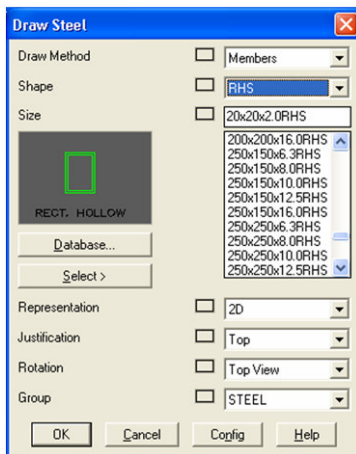 Draw Steel
Draw Method
Members
Shape
RHS
Size
20x20x2.0RHS
200x200x16.0RHS
250x150x6.3RHS
250x150x8.0RHS
250x150x10.0RHS
250x150x12.5RHS
250x150x16.0RHS
250x250x6.3RHS
250x250x8.0RHS
250x250x10.0RHS
250x250x12.5RHS
RECT. HOLLOW
Database...
Select >
Representation
2D
Justification
Top
Rotation
Top View
Group
STEEL
OK
Cancel
Config
Help